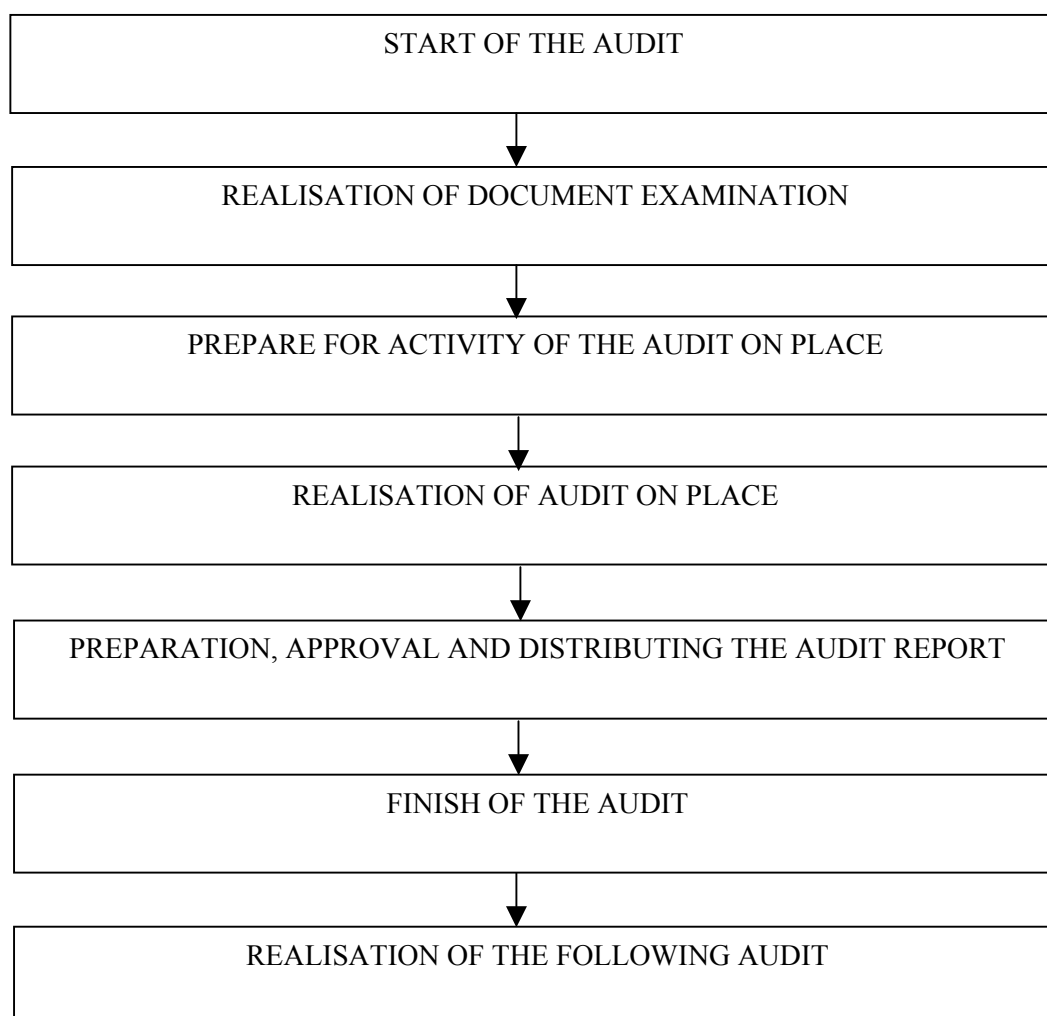 START OF THE AUDIT
REALISATION OF DOCUMENT EXAMINATION
PREPARE FOR ACTIVITY OF THE AUDIT ON PLACE
REALISATION OF AUDIT ON PLACE
PREPARATION, APPROVAL AND DISTRIBUTING THE AUDIT REPORT
FINISH OF THE AUDIT
REALISATION OF THE FOLLOWING AUDIT